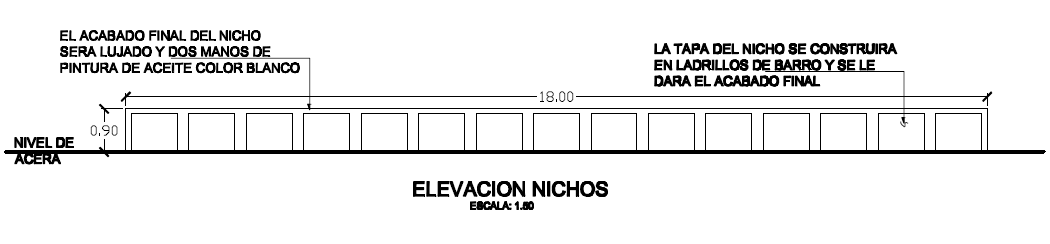 EL ACABADO FINAL DEL NICHO
SERA LUJADO Y DOS MANOS DE
PINTURA DE ACEITE COLOR BLANCO
LA TAPA DEL NICHO SE CONSTRUIRA
EN LADRILLOS DE BARRO Y SE LE
DARA EL ACABADO FINAL
18.00
0.90
NIVEL DE
ACERA
ELEVACION NICHOS
ESCALA: 1.50